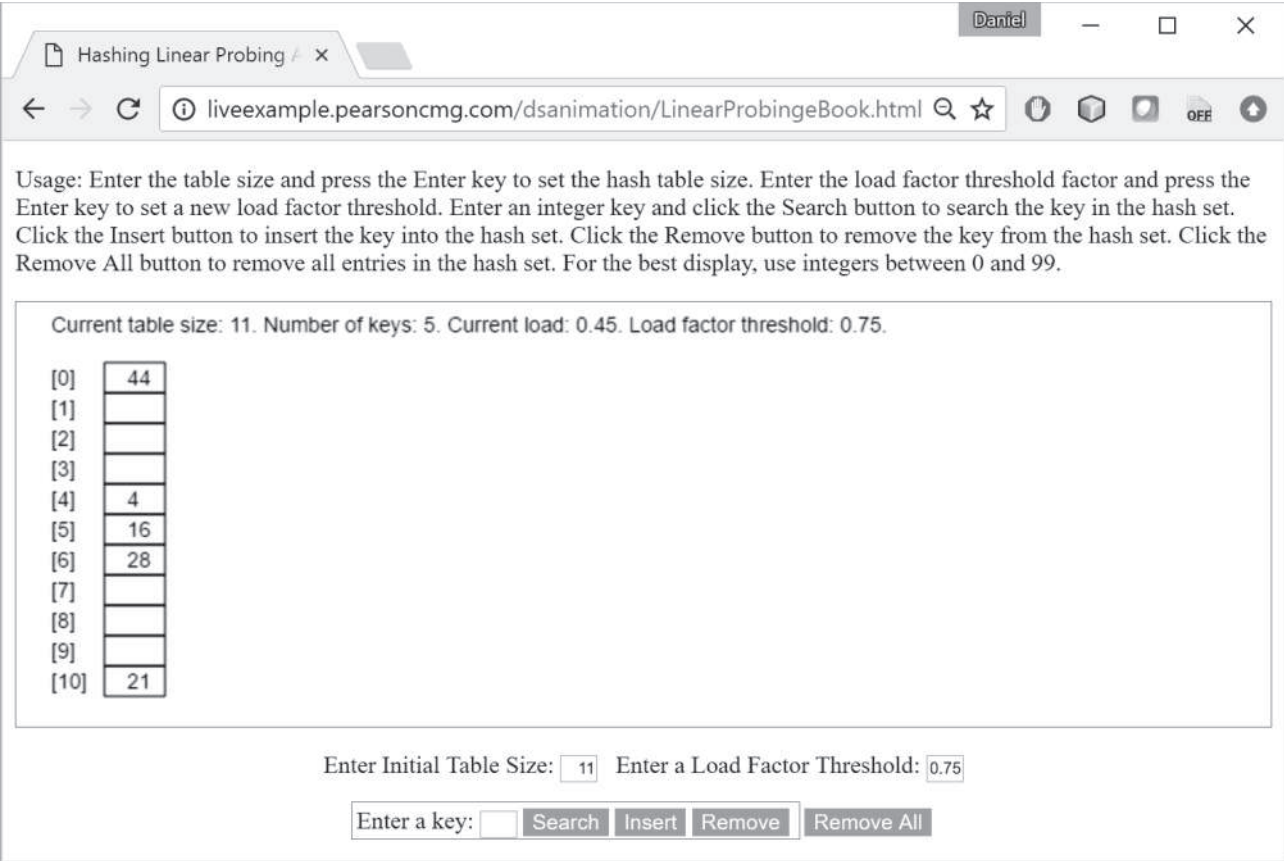 Daniel
Hashing Linear Probing A
liveexample.pearsoncmg.com/dsanimation/LinearProbingeBook.html
OFF
Usage: Enter the table size and press the Enter key to set the hash table size. Enter the load factor threshold factor and press the
Enter key to set a new load factor threshold. Enter an integer key and click the Search button to search the key in the hash set.
Click the Insert button to insert the key into the hash set. Click the Remove button to remove the key from the hash set. Click the
Remove All button to remove all entries in the hash set. For the best display, use integers between 0 and 99.
Current table size: 11. Number of keys: 5. Current load: 0.45. Load factor threshold: 0.75.
[0] 44
[1]
[2]
[3]
[4] 4
[5] 16
[6] 28
[7]
[8]
[9]
[10] 21
Enter Initial Table Size: 11 Enter a Load Factor Threshold: 0.75
Enter a key: Search Insert Remove Remove All